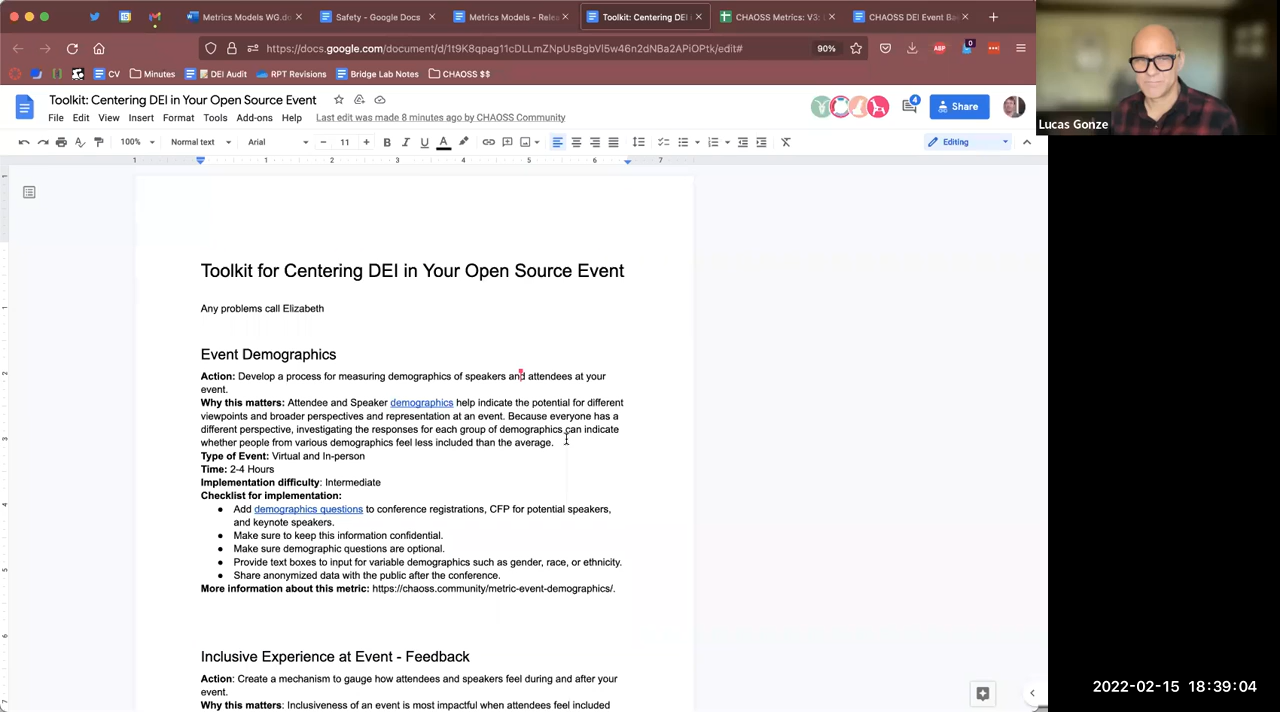 Metrics Models WG.do
Safety - Google Docs
Metrics Models - Relea
Toolkit: Centering DEI i
CHAOSS Metrics: V3: L
CHAOSS DEI Event Ba
https://docs.google.com/document/d/1t9K8qpag11cDLLmZNpUsBgbVl5w46n2dNBa2APiOPtk/edit#
90%
ABP
0
CV
Minutes
DEI Audit
RPT Revisions
Bridge Lab Notes
CHAOSS $$
Toolkit: Centering DEI in Your Open Source Event
4
Share
File Edit View Insert Format Tools Add-ons Help Last edit was made 8 minutes ago by CHAOSS Community
100% Normal text Arial 11 B I U A Editing
1 1 2 3 4 5 6 7
Toolkit for Centering DEI in Your Open Source Event
Any problems call Elizabeth
Event Demographics
Action: Develop a process for measuring demographics of speakers and attendees at your
event.
Why this matters: Attendee and Speaker demographics help indicate the potential for different
viewpoints and broader perspectives and representation at an event. Because everyone has a
different perspective, investigating the responses for each group of demographics can indicate
whether people from various demographics feel less included than the average.
Type of Event: Virtual and In-person
Time: 2-4 Hours
Implementation difficulty: Intermediate
Checklist for implementation:
● Add demographics questions to conference registrations, CFP for potential speakers,
and keynote speakers.
● Make sure to keep this information confidential.
● Make sure demographic questions are optional.
● Provide text boxes to input for variable demographics such as gender, race, or ethnicity.
● Share anonymized data with the public after the conference.
More information about this metric: https://chaoss.community/metric-event-demographics/.
Inclusive Experience at Event - Feedback
Action: Create a mechanism to gauge how attendees and speakers feel during and after your
event.
Why this matters: Inclusiveness of an event is most impactful when attendees feel included
Lucas Gonze
2022-02-15 18:39:04